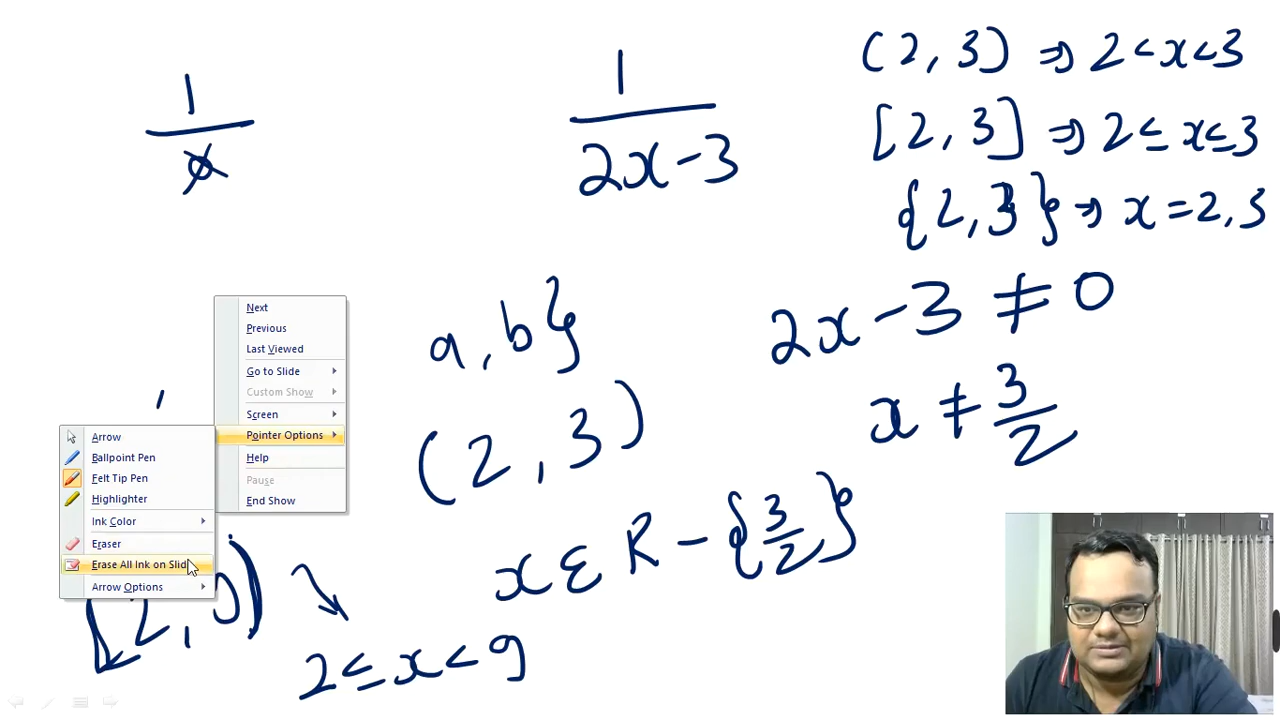 1
x
1
2x-3
(2, 3) ⇒ 2<x<3
[2, 3] ⇒ 2≤x≤3
{2, 3} ⇒ x=2,3
2x-3 ≠ 0
x ≠ 3/2
a, b}
(2, 3)
x ∈ R - {3/2}
2≤x<9
Next
Previous
Last Viewed
Go to Slide
Custom Show
Screen
Pointer Options
Help
Pause
End Show
Arrow
Ballpoint Pen
Felt Tip Pen
Highlighter
Ink Color
Eraser
Erase All Ink on Slid
Arrow Options